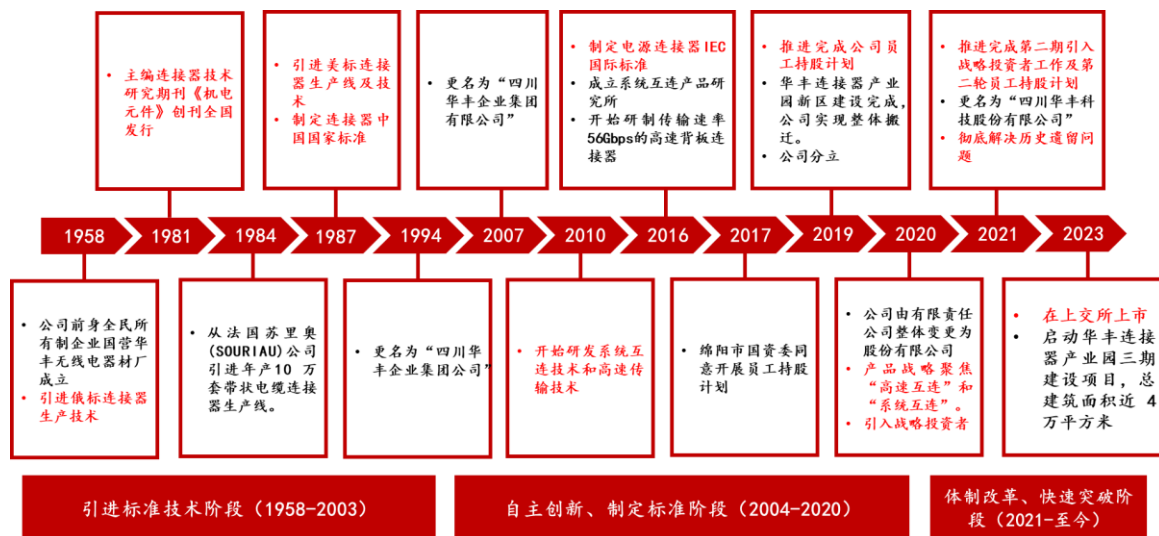 • 主编连接器技术
研究期刊《机电
元件》创刊全国
发行
• 引进美标连接
器生产线及技
术
• 制定连接器中
国国家标准
• 更名为“四川
华丰企业集团
有限公司”
• 制定电源连接器IEC
国际标准
• 成立系统互连产品研
究所
• 开始研制传输速率
56Gbps的高速背板连
接器
• 推进完成公司员
工持股计划
• 华丰连接器产业
园新区建设完成，
公司实现整体搬
迁。
• 公司分立
• 推进完成第二期引入
战略投资者工作及第
二轮员工持股计划
• 更名为“四川华丰科
技股份有限公司”
• 彻底解决历史遗留问
题
1958 1981 1984 1987 1994 2007 2010 2016 2017 2019 2020 2021 2023
• 公司前身全民所
有制企业国营华
丰无线电器材厂
成立
• 引进俄标连接器
生产技术
• 从法国苏里奥
(SOURIAU)公司
引进年产10 万
套带状电缆连接
器生产线。
• 更名为“四川华
丰企业集团公司”
• 开始研发系统互
连技术和高速传
输技术
• 绵阳市国资委同
意开展员工持股
计划
• 公司由有限责任
公司整体变更为
股份有限公司
• 产品战略聚焦
“高速互连”和
“系统互连”。
• 引入战略投资者
• 在上交所上市
• 启动华丰连接
器产业园三期
建设项目，总
建筑面积近 4
万平方米
引进标准技术阶段（1958-2003）
自主创新、制定标准阶段（2004-2020）
体制改革、快速突破阶
段（2021-至今）